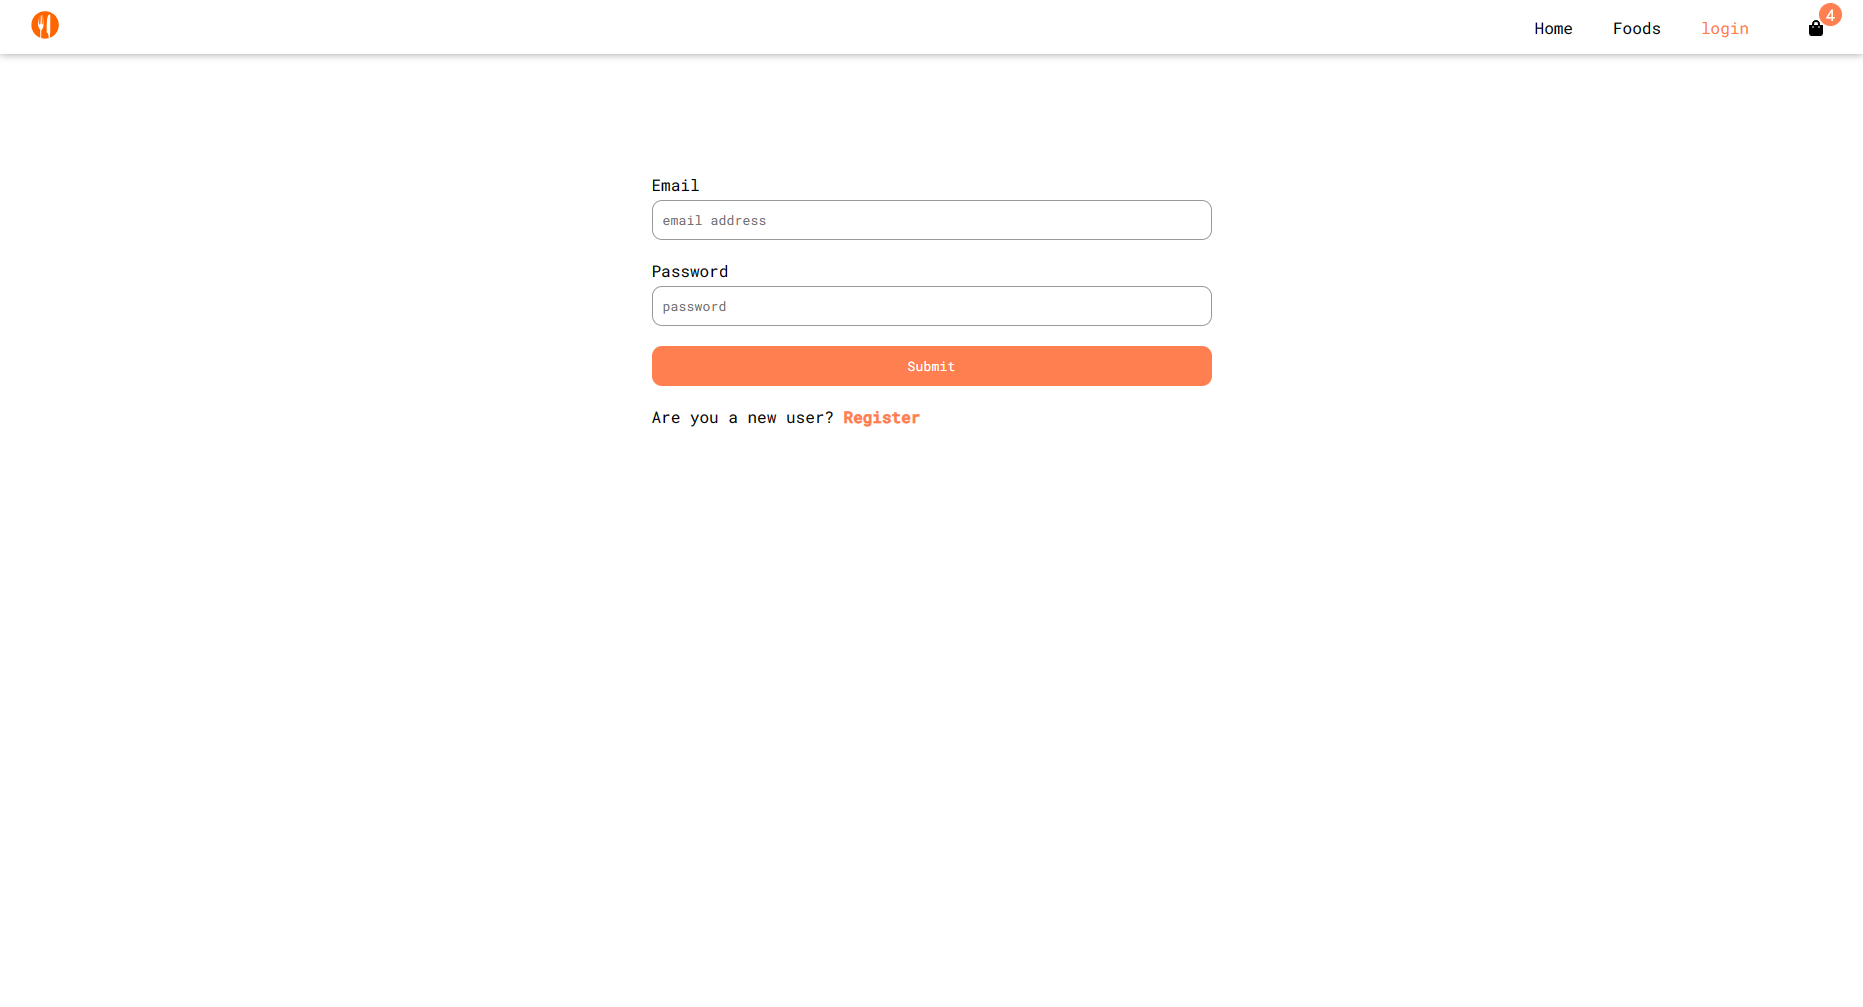 Home Foods login 4
Email
email address
Password
password
Submit
Are you a new user? Register